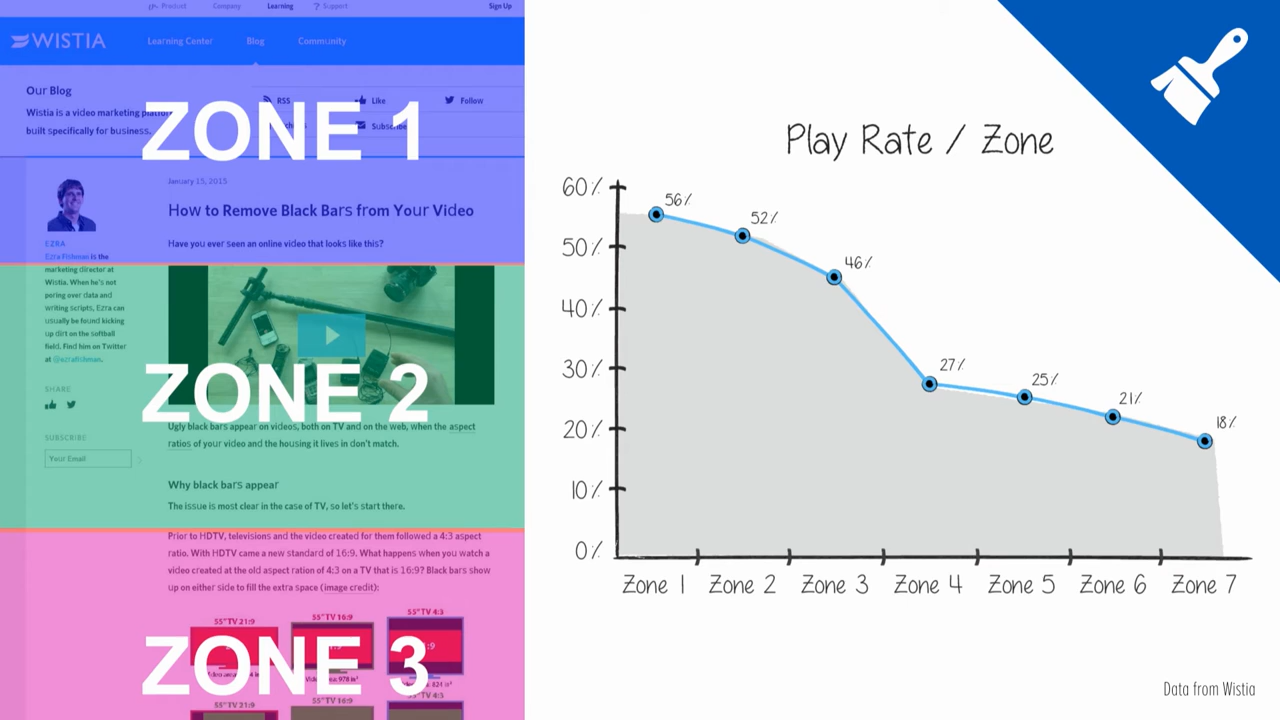 Product Company Learning ? Support Sign Up
WISTIA Learning Center Blog Community
Our Blog
RSS Like Follow
Wistia is a video marketing
built specifically for business.
Subscribe
ZONE 1
January 15, 2015
How to Remove Black Bars from Your Video
Have you ever seen an online video that looks like this?
EZRA
Ezra Fishman is the
marketing director at
Wistia. When he's not
poring over data and
writing scripts, Ezra can
usually be found kicking
up dirt on the softball
field. Find him on Twitter
at @ezrafishman.
SHARE
SUBSCRIBE
Your Email
ZONE 2
Ugly black bars appear on videos, both on TV and on the web, when the aspect
ratios of your video and the housing it lives in don't match.
Why black bars appear
The issue is most clear in the case of TV, so let's start there.
Prior to HDTV, televisions and the video created for them followed a 4:3 aspect
ratio. With HDTV came a new standard of 16:9. What happens when you watch a
video created at the old aspect ration of 4:3 on a TV that is 16:9? Black bars show
up on either side to fill the extra space (image credit):
55"TV 21:9 55"TV 16:9 55"TV 4:3
ZONE 3
55"TV 21:9 55"TV 16:9 55"TV 4:3
Play Rate / Zone
60%
50%
40%
30%
20%
10%
0%
56%
52%
46%
27%
25%
21%
18%
Zone 1 Zone 2 Zone 3 Zone 4 Zone 5 Zone 6 Zone 7
Data from Wistia